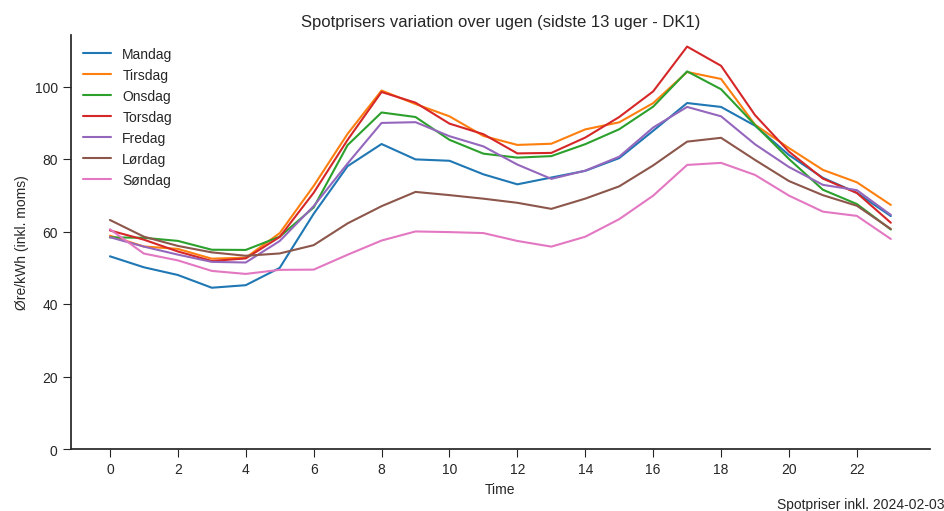 Spotprisers variation over ugen (sidste 13 uger - DK1)
Mandag
Tirsdag
Onsdag
Torsdag
Fredag
Lørdag
Søndag
Øre/kWh (inkl. moms)
100
80
60
40
20
0
0 2 4 6 8 10 12 14 16 18 20 22
Time
Spotpriser inkl. 2024-02-03